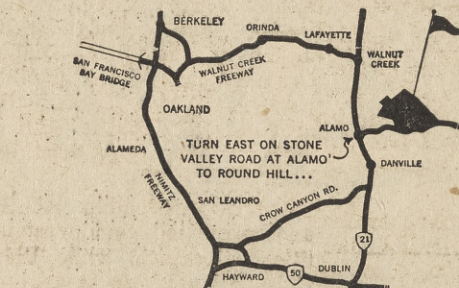 BERKELEY
ORINDA
LAFAYETTE
SAN FRANCISCO
BAY BRIDGE
WALNUT CREEK
FREEWAY
WALNUT
CREEK
OAKLAND
ALAMO
TURN EAST ON STONE
VALLEY ROAD AT ALAMO
TO ROUND HILL...
ALAMEDA
DANVILLE
NIMITZ
FREEWAY
SAN LEANDRO
CROW CANYON RD.
21
HAYWARD
50
DUBLIN